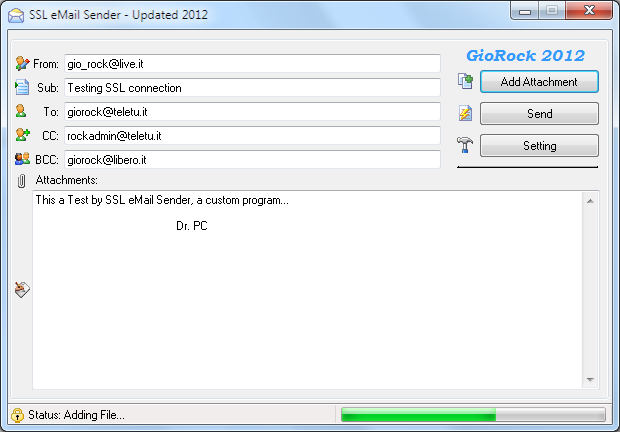 SSL eMail Sender - Updated 2012
GioRock 2012
From: gio_rock@live.it
Add Attachment
Sub: Testing SSL connection
To: giorock@teletu.it
Send
CC: rockadmin@teletu.it
Setting
BCC: giorock@libero.it
Attachments:
This a Test by SSL eMail Sender, a custom program...
Dr. PC
Status: Adding File...